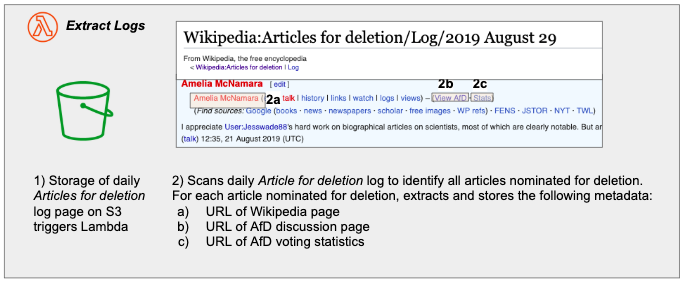 Extract Logs
Wikipedia:Articles for deletion/Log/2019 August 29
From Wikipedia, the free encyclopedia
< Wikipedia:Articles for deletion | Log
Amelia McNamara [ edit ]
2b 2c
Amelia McNamara ( 2a talk | history | links | watch | logs | views) – (View AfD · Stats)
(Find sources: Google (books · news · newspapers · scholar · free images · WP refs) · FENS · JSTOR · NYT · TWL)
I appreciate User:Jesswade88's hard work on biographical articles on scientists, most of which are clearly notable. But ar
(talk) 12:35, 21 August 2019 (UTC)
1) Storage of daily
Articles for deletion
log page on S3
triggers Lambda
2) Scans daily Article for deletion log to identify all articles nominated for deletion.
For each article nominated for deletion, extracts and stores the following metadata:
a) URL of Wikipedia page
b) URL of AfD discussion page
c) URL of AfD voting statistics